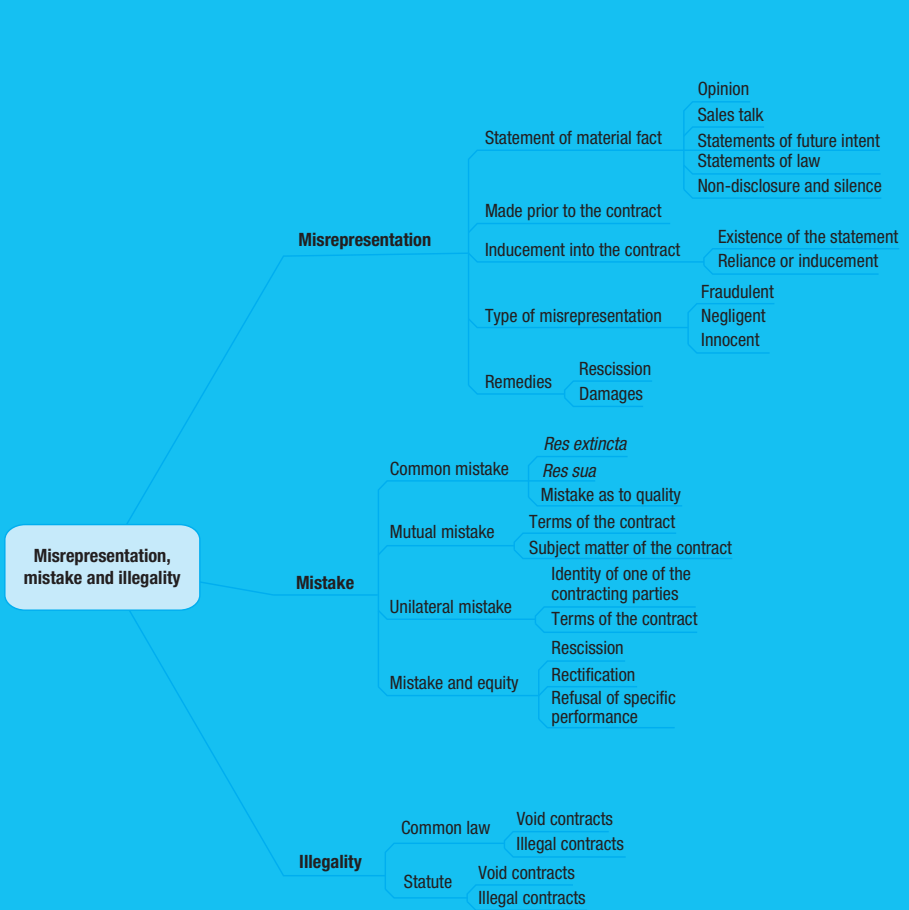 Misrepresentation,
mistake and illegality
Misrepresentation
Statement of material fact
Opinion
Sales talk
Statements of future intent
Statements of law
Non-disclosure and silence
Made prior to the contract
Inducement into the contract
Existence of the statement
Reliance or inducement
Type of misrepresentation
Fraudulent
Negligent
Innocent
Remedies
Rescission
Damages
Mistake
Common mistake
Res extincta
Res sua
Mistake as to quality
Mutual mistake
Terms of the contract
Subject matter of the contract
Unilateral mistake
Identity of one of the
contracting parties
Terms of the contract
Mistake and equity
Rescission
Rectification
Refusal of specific
performance
Illegality
Common law
Void contracts
Illegal contracts
Statute
Void contracts
Illegal contracts